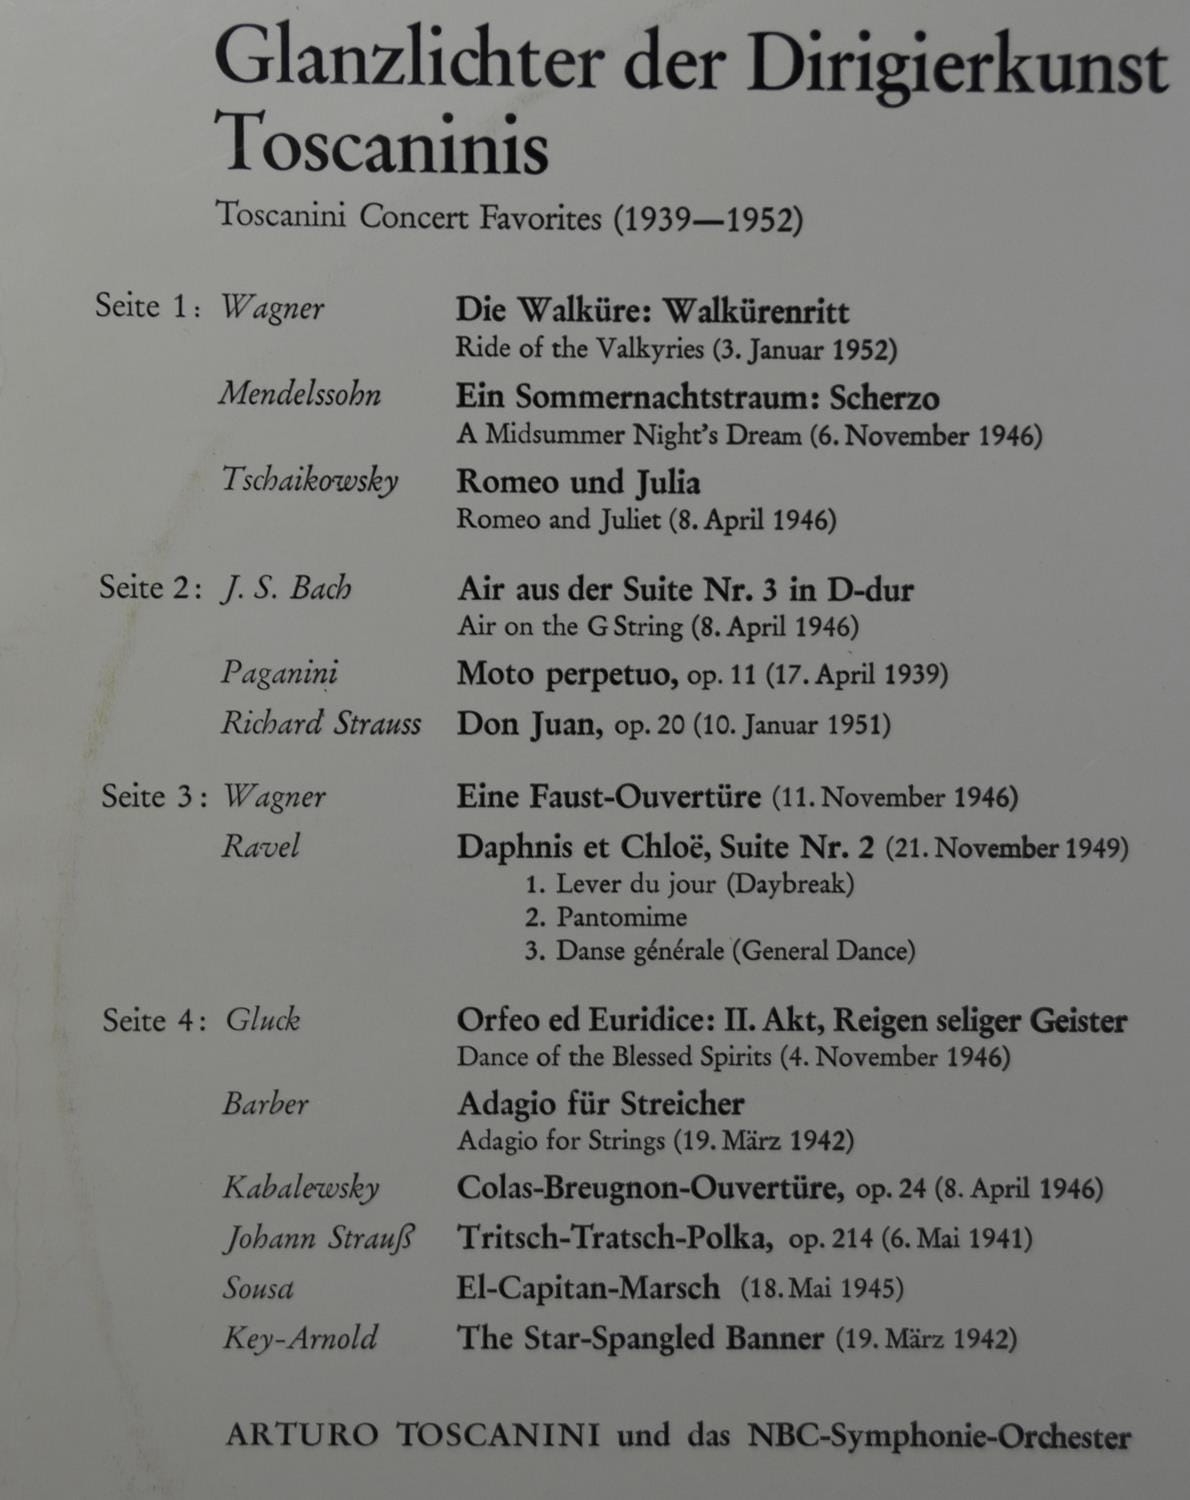 Glanzlichter der Dirigierkunst
Toscaninis
Toscanini Concert Favorites (1939—1952)
Seite 1: Wagner Die Walküre: Walkürenritt
Ride of the Valkyries (3. Januar 1952)
Mendelssohn Ein Sommernachtstraum: Scherzo
A Midsummer Night's Dream (6. November 1946)
Tschaikowsky Romeo und Julia
Romeo and Juliet (8. April 1946)
Seite 2: J. S. Bach Air aus der Suite Nr. 3 in D-dur
Air on the G String (8. April 1946)
Paganini Moto perpetuo, op. 11 (17. April 1939)
Richard Strauss Don Juan, op. 20 (10. Januar 1951)
Seite 3: Wagner Eine Faust-Ouvertüre (11. November 1946)
Ravel Daphnis et Chloë, Suite Nr. 2 (21. November 1949)
1. Lever du jour (Daybreak)
2. Pantomime
3. Danse générale (General Dance)
Seite 4: Gluck Orfeo ed Euridice: II. Akt, Reigen seliger Geister
Dance of the Blessed Spirits (4. November 1946)
Barber Adagio für Streicher
Adagio for Strings (19. März 1942)
Kabalewsky Colas-Breugnon-Ouvertüre, op. 24 (8. April 1946)
Johann Strauß Tritsch-Tratsch-Polka, op. 214 (6. Mai 1941)
Sousa El-Capitan-Marsch (18. Mai 1945)
Key-Arnold The Star-Spangled Banner (19. März 1942)
ARTURO TOSCANINI und das NBC-Symphonie-Orchester